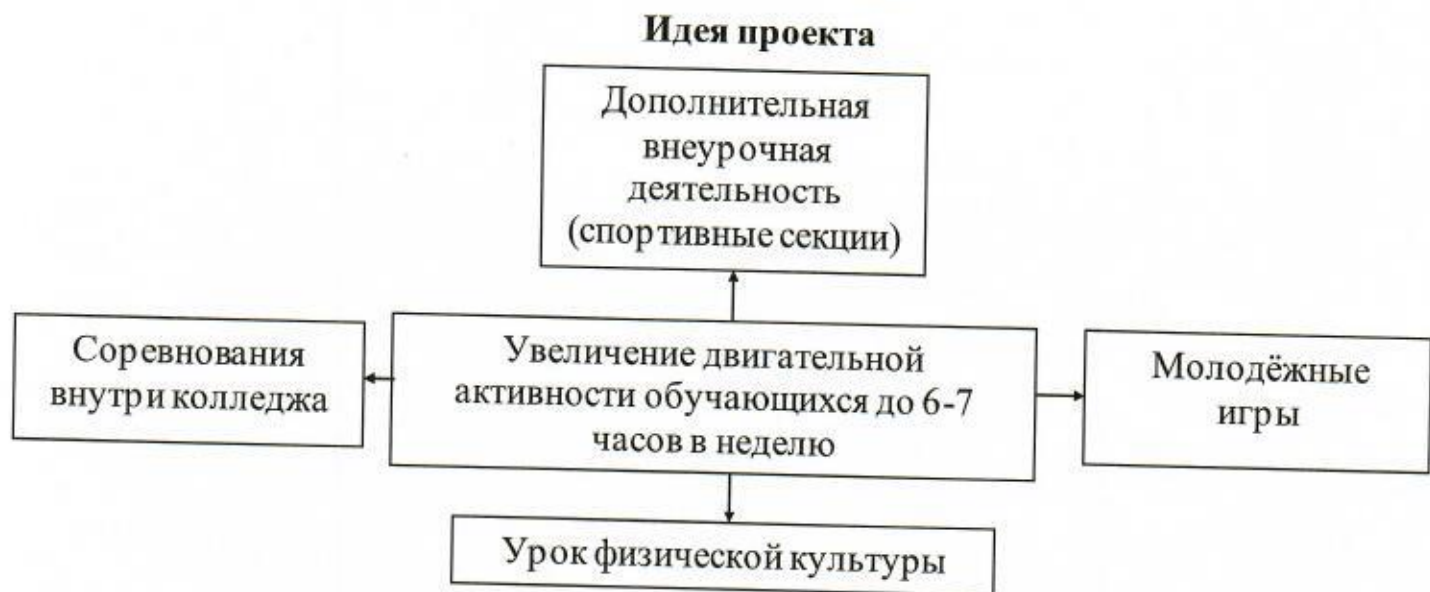 Идея проекта
Дополнительная
внеурочная
деятельность
(спортивные секции)
Соревнования
внутри колледжа
Увеличение двигательной
активности обучающихся до 6-7
часов в неделю
Молодёжные
игры
Урок физической культуры